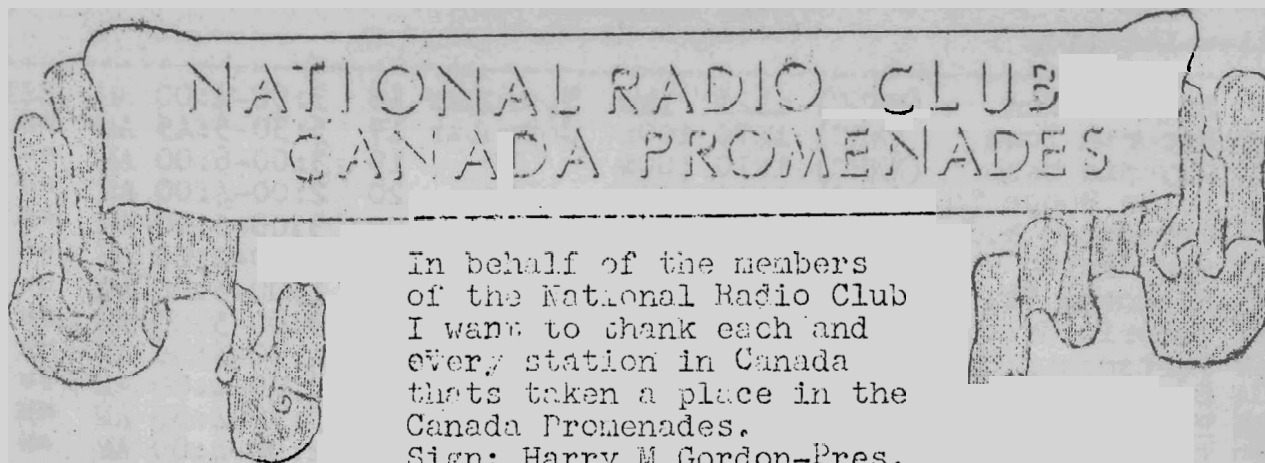 NATIONAL RADIO CLUB
CANADA PROMENADES
In behalf of the members
of the National Radio Club
I want to thank each and
every station in Canada
thats taken a place in the
Canada Promenades.
Sign: Harry M Gordon-Pres.